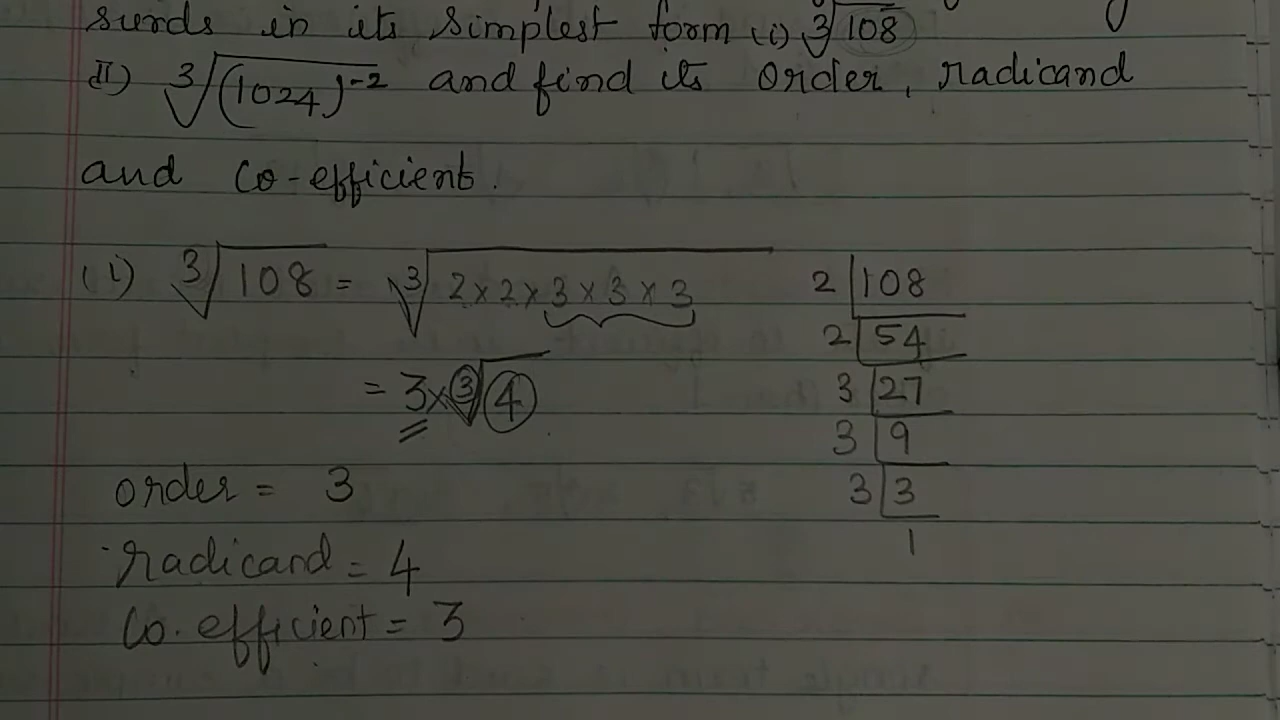 surds in its simplest form (i) ∛108
II) ∛(1024)⁻² and find its order, radicand
and co-efficient.
(i) ∛108 = ∛2×2×3×3×3
= 3×∛4
order = 3
radicand = 4
Co.efficient = 3
2 108
2 54
3 27
3 9
3 3
1